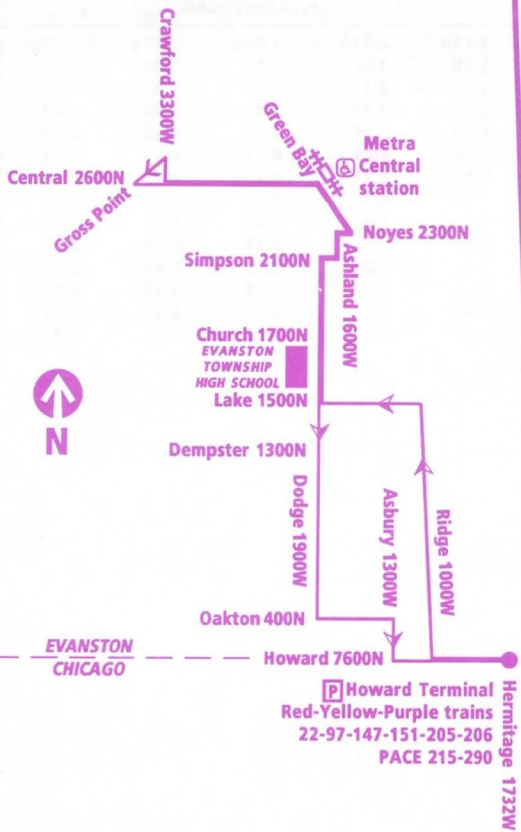 Crawford 3300W
Green Bay
Metra
Central
station
Central 2600N
Gross Point
Noyes 2300N
Simpson 2100N
Ashland 1600W
Church 1700N
EVANSTON
TOWNSHIP
HIGH SCHOOL
Lake 1500N
N
Dempster 1300N
Dodge 1900W
Asbury 1300W
Ridge 1000W
Oakton 400N
EVANSTON
CHICAGO
Howard 7600N
P Howard Terminal
Red-Yellow-Purple trains
22-97-147-151-205-206
PACE 215-290
Hermitage 1732W